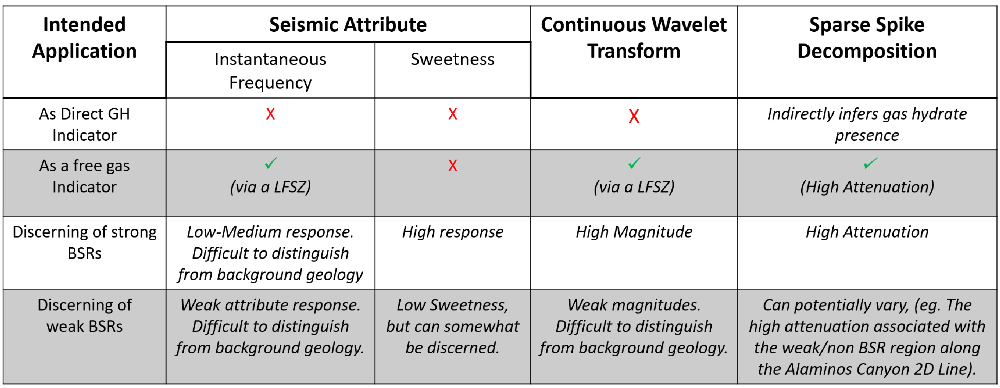 Intended
Application
Seismic Attribute
Continuous Wavelet
Transform
Sparse Spike
Decomposition
Instantaneous
Frequency
Sweetness
As Direct GH
Indicator
X
X
X
Indirectly infers gas hydrate
presence
As a free gas
Indicator
✓
(via a LFSZ)
X
✓
(via a LFSZ)
✓
(High Attenuation)
Discerning of strong
BSRs
Low-Medium response.
Difficult to distinguish
from background geology
High response
High Magnitude
High Attenuation
Discerning of
weak BSRs
Weak attribute response.
Difficult to distinguish
from background geology.
Low Sweetness,
but can somewhat
be discerned.
Weak magnitudes.
Difficult to distinguish
from background geology.
Can potentially vary, (eg. The
high attenuation associated with
the weak/non BSR region along
the Alaminos Canyon 2D Line).